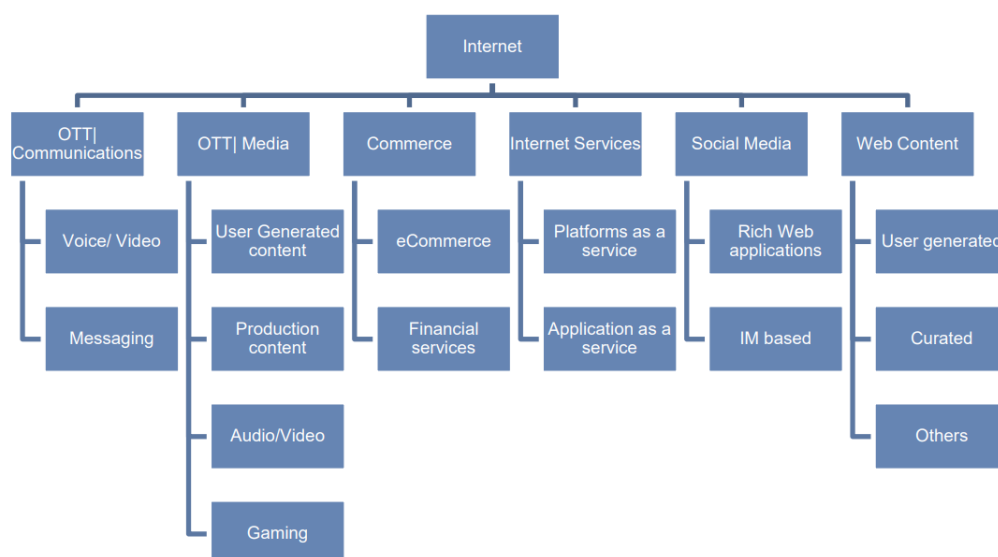 Internet
OTT|
Communications
OTT| Media
Commerce
Internet Services
Social Media
Web Content
Voice/ Video
User Generated
content
eCommerce
Platforms as a
service
Rich Web
applications
User generated
Messaging
Production
content
Financial
services
Application as a
service
IM based
Curated
Audio/Video
Others
Gaming